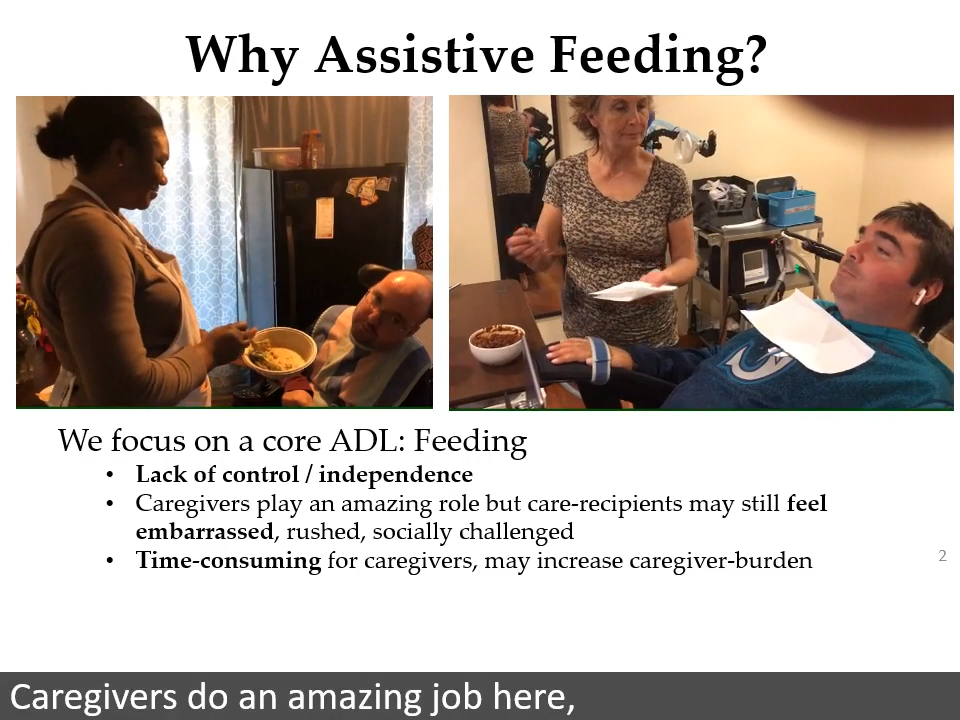 Why Assistive Feeding?
We focus on a core ADL: Feeding
• Lack of control / independence
• Caregivers play an amazing role but care-recipients may still feel
embarrassed, rushed, socially challenged
• Time-consuming for caregivers, may increase caregiver-burden
2
Caregivers do an amazing job here,